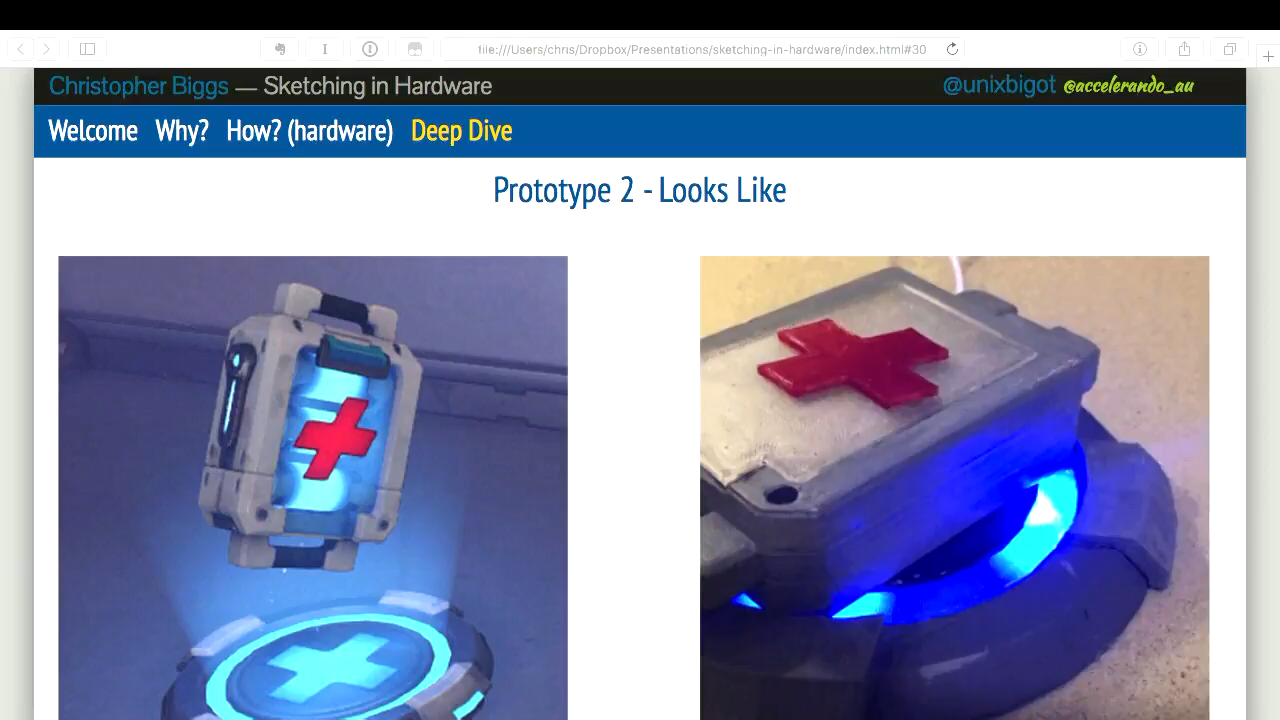 file:///Users/chris/Dropbox/Presentations/sketching-in-hardware/index.html#30
Christopher Biggs — Sketching in Hardware @unixbigot @accelerando_au
Welcome Why? How? (hardware) Deep Dive
Prototype 2 - Looks Like